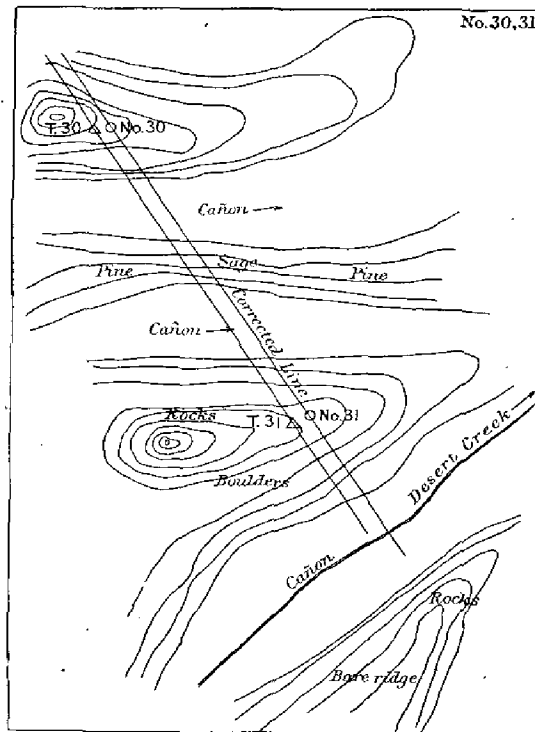 No. 30, 31
T. 30 No. 30
Cañon
Sage
Pine
Pine
Cañon
Corrected Line
Rocks
T. 31 No. 31
Boulders
Desert Creek
Cañon
Rocks
Bare ridge